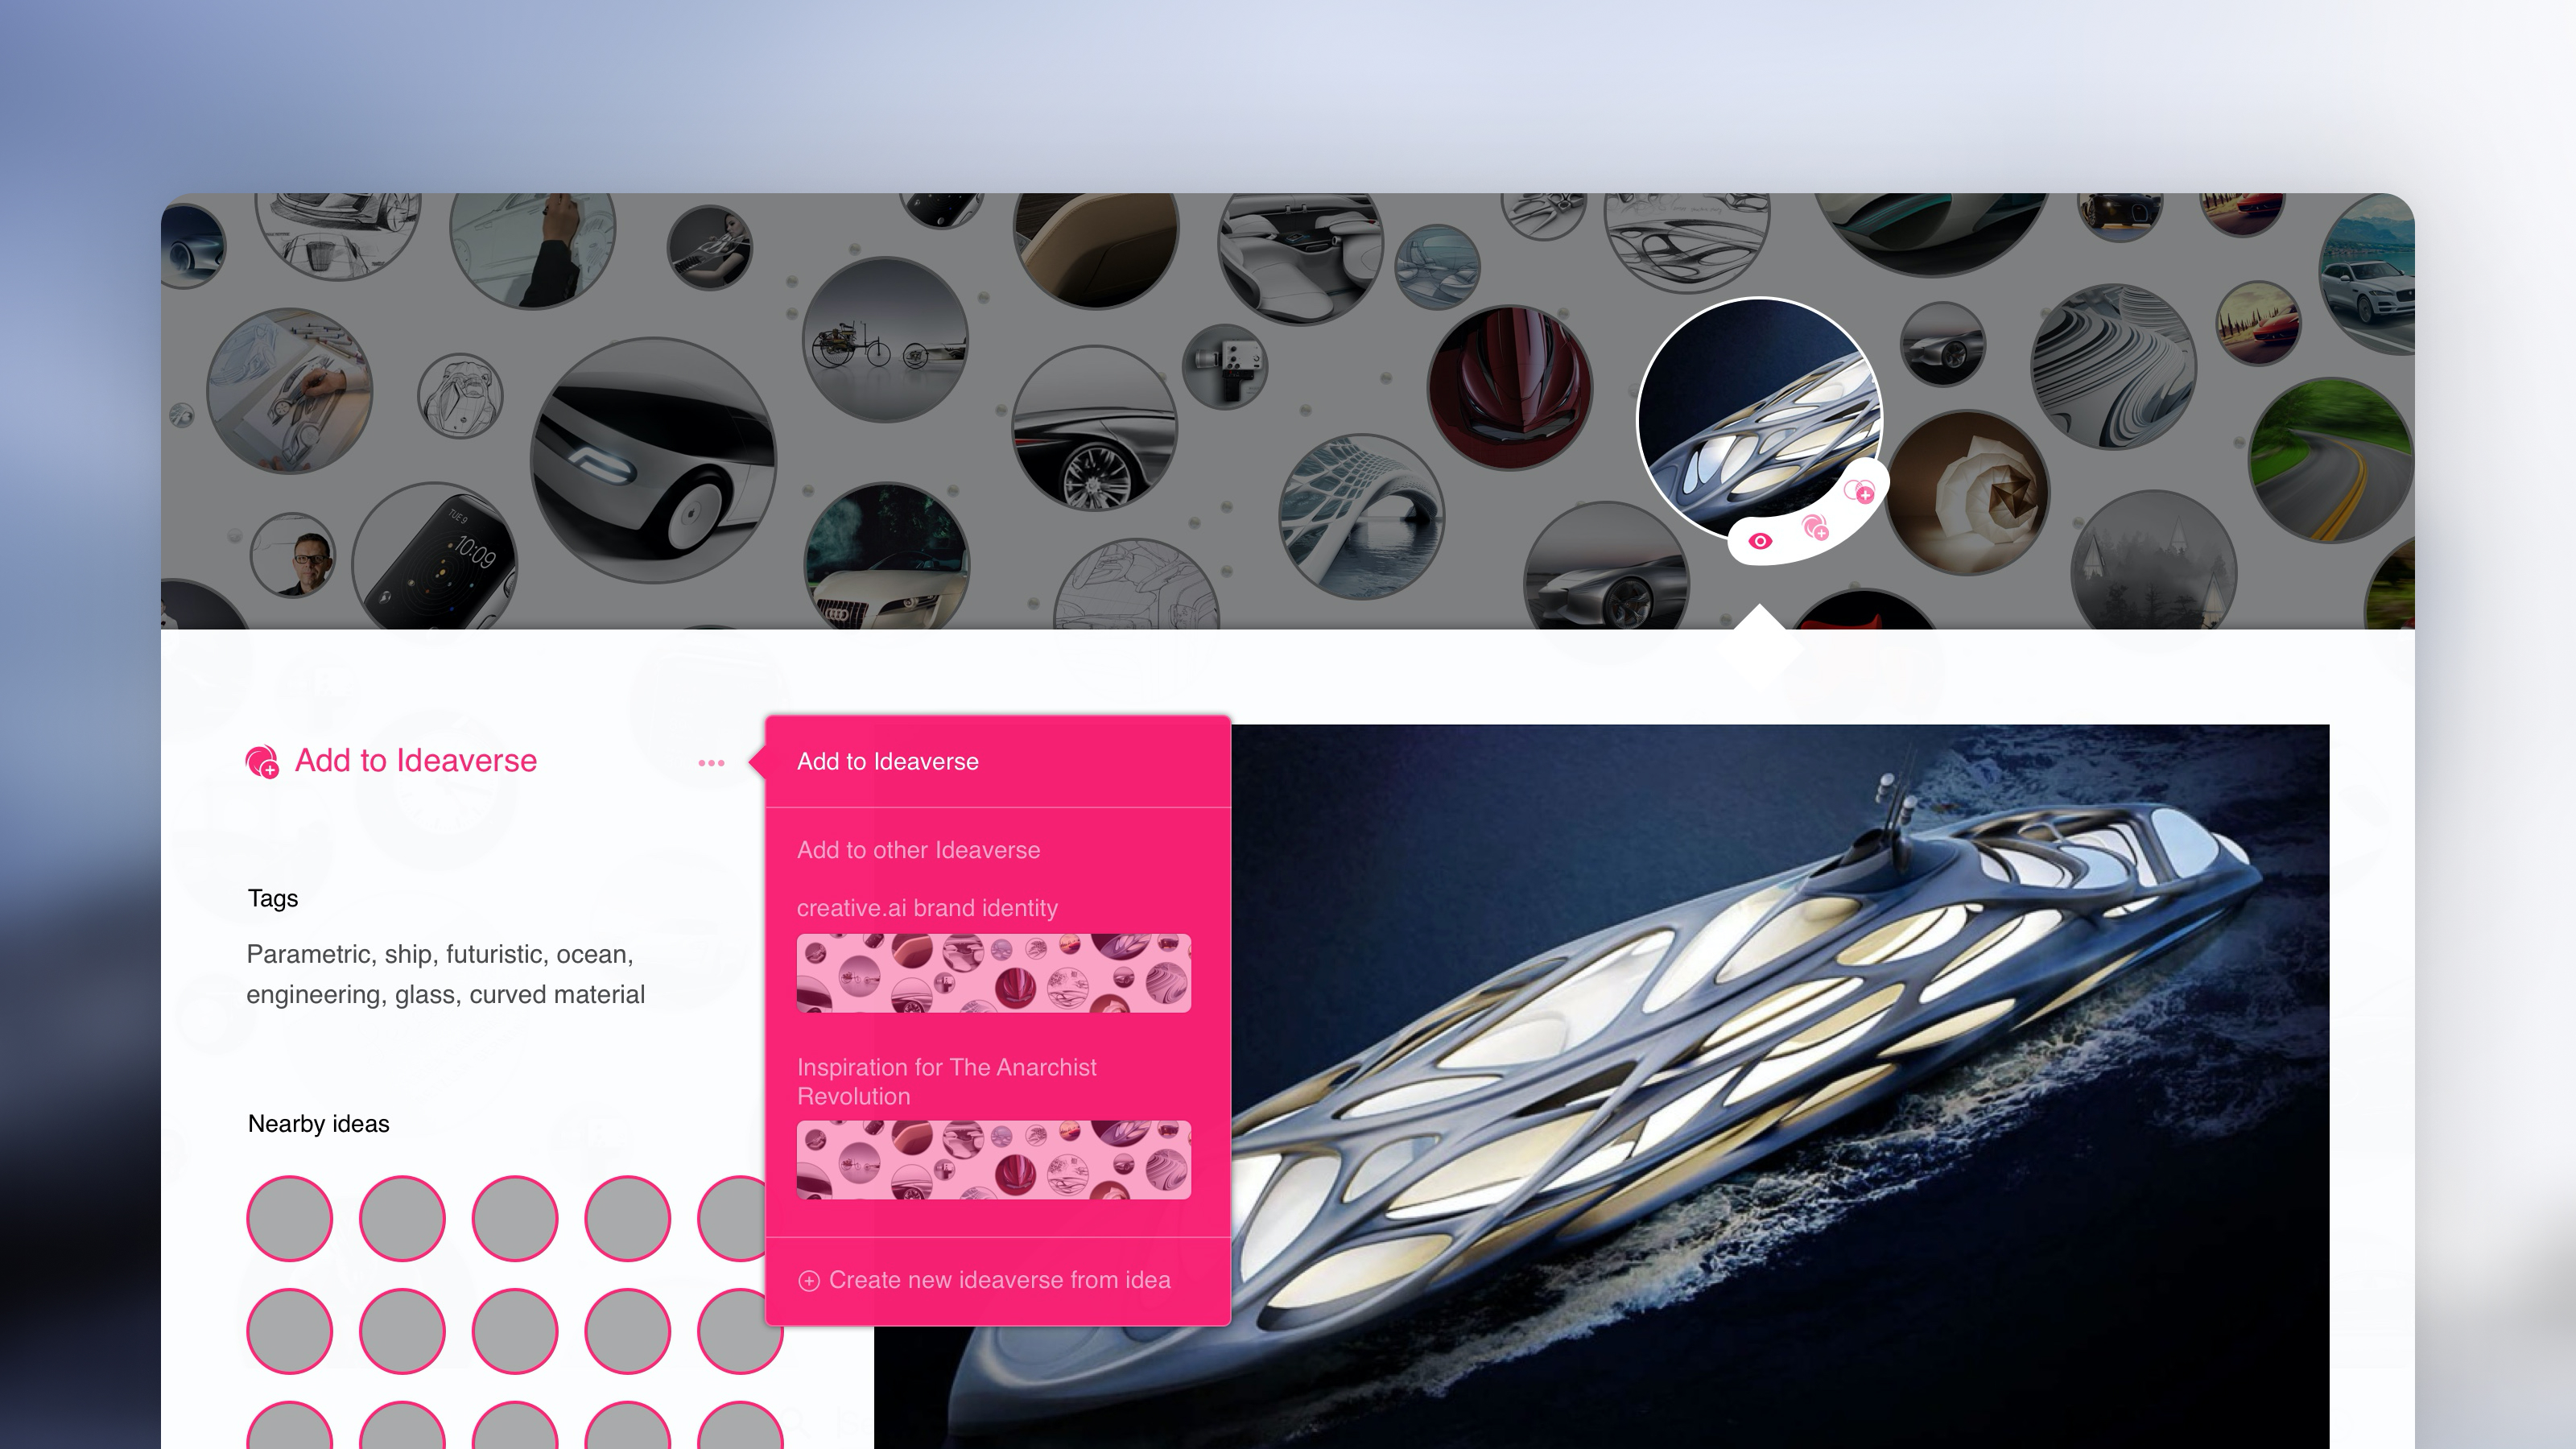 TUE 9
10:09
Add to Ideaverse
Add to Ideaverse
Add to other Ideaverse
Tags
creative.ai brand identity
Parametric, ship, futuristic, ocean,
engineering, glass, curved material
Inspiration for The Anarchist
Revolution
Nearby ideas
Create new ideaverse from idea